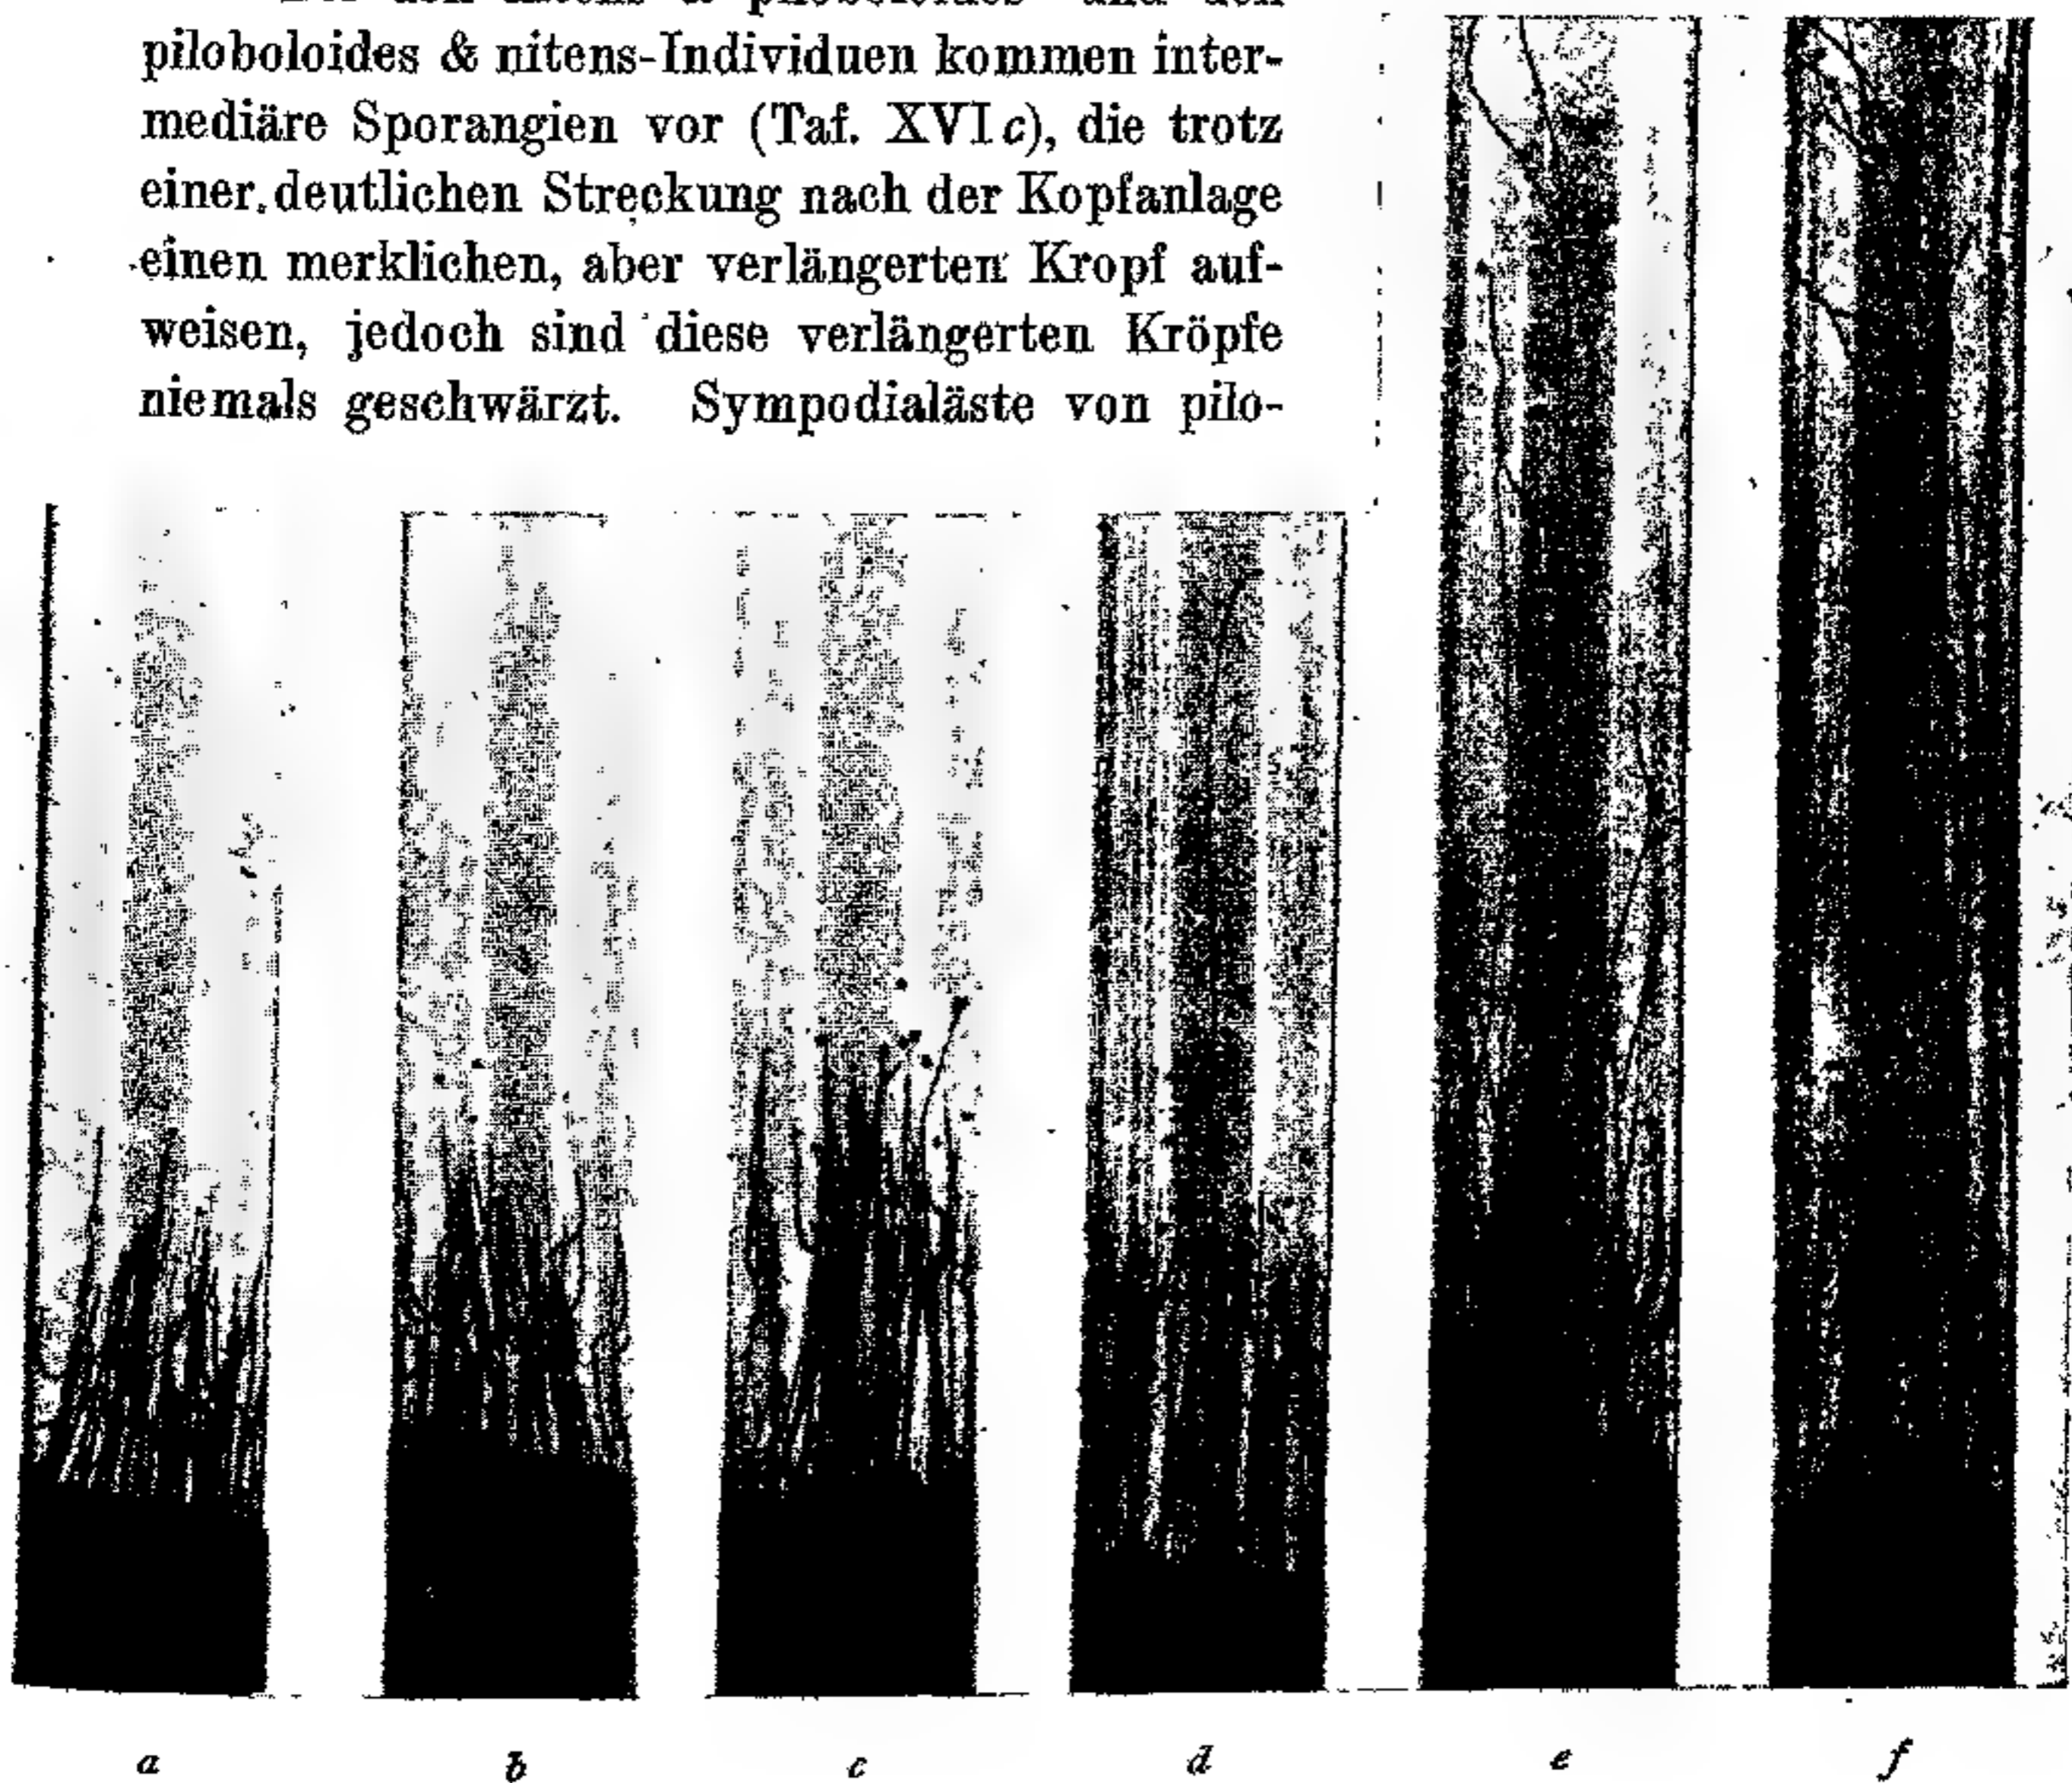 piloboloides & nitens-Individuen kommen inter-
mediäre Sporangien vor (Taf. XVI c), die trotz
einer deutlichen Streckung nach der Kopfanlage
einen merklichen, aber verlängerten Kropf auf-
weisen, jedoch sind diese verlängerten Kröpfe
niemals geschwärzt. Sympodialäste von pilo-
a b c d e f